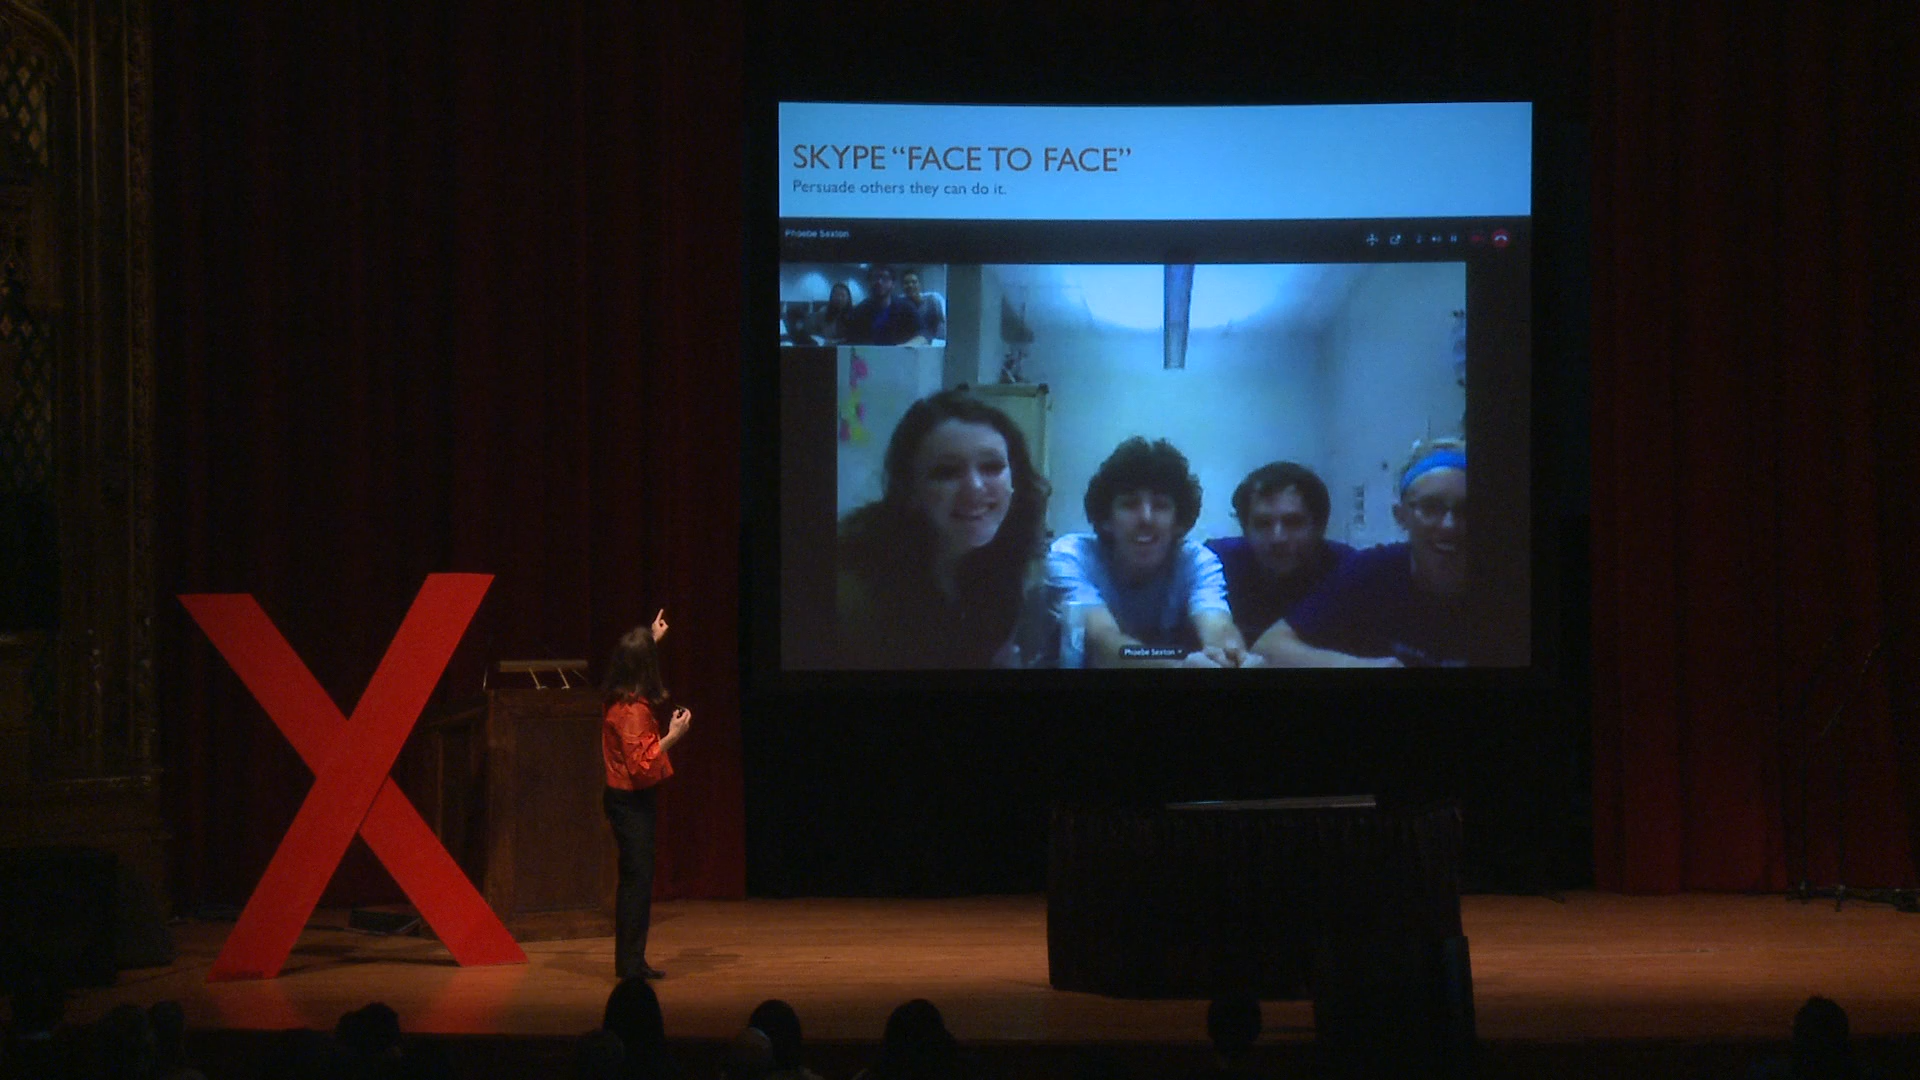 SKYPE “FACE TO FACE”
Persuade others they can do it.
Phoebe Sexton
Phoebe Sexton
X